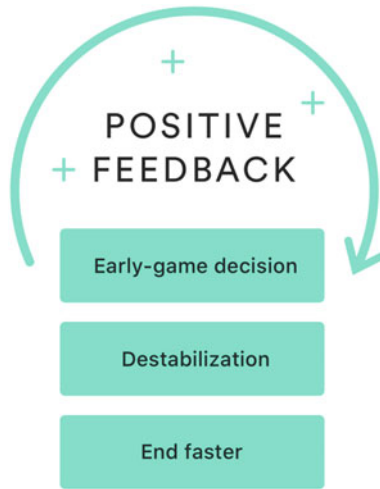 POSITIVE
FEEDBACK
Early-game decision
Destabilization
End faster